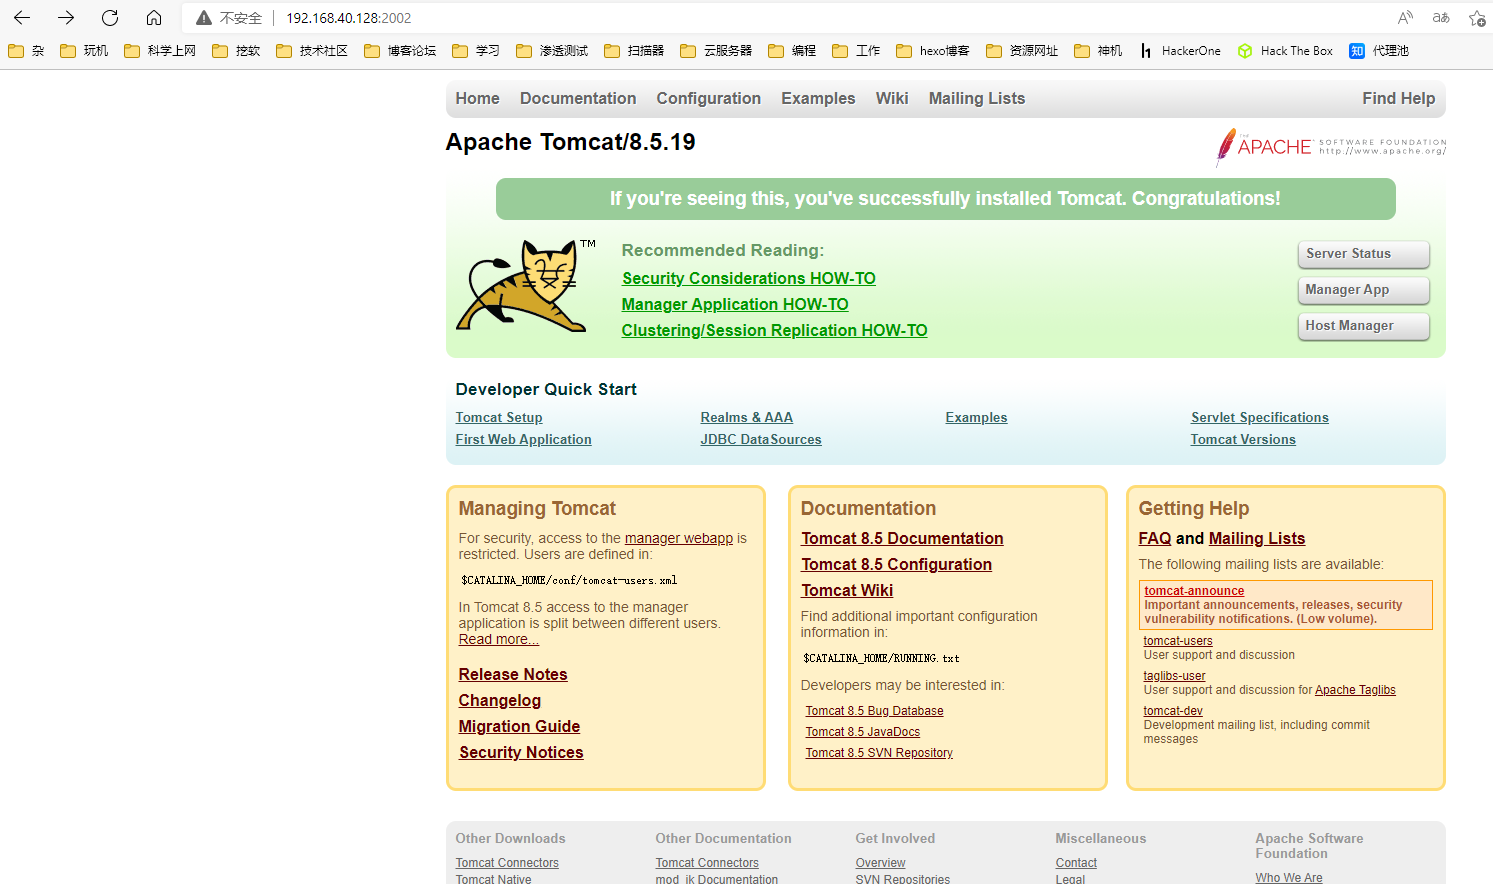 不安全 192.168.40.128:2002
杂 玩机 科学上网 挖软 技术社区 博客论坛 学习 渗透测试 扫描器 云服务器 编程 工作 hexo博客 资源网址 神机 HackerOne Hack The Box 知 代理池
Home Documentation Configuration Examples Wiki Mailing Lists Find Help
Apache Tomcat/8.5.19
The APACHE SOFTWARE FOUNDATION
http://www.apache.org/
If you're seeing this, you've successfully installed Tomcat. Congratulations!
TM
Recommended Reading:
Security Considerations HOW-TO
Manager Application HOW-TO
Clustering/Session Replication HOW-TO
Server Status
Manager App
Host Manager
Developer Quick Start
Tomcat Setup
First Web Application
Realms & AAA
JDBC DataSources
Examples
Servlet Specifications
Tomcat Versions
Managing Tomcat
For security, access to the manager webapp is
restricted. Users are defined in:
$CATALINA_HOME/conf/tomcat-users.xml
In Tomcat 8.5 access to the manager
application is split between different users.
Read more...
Release Notes
Changelog
Migration Guide
Security Notices
Documentation
Tomcat 8.5 Documentation
Tomcat 8.5 Configuration
Tomcat Wiki
Find additional important configuration
information in:
$CATALINA_HOME/RUNNING.txt
Developers may be interested in:
Tomcat 8.5 Bug Database
Tomcat 8.5 JavaDocs
Tomcat 8.5 SVN Repository
Getting Help
FAQ and Mailing Lists
The following mailing lists are available:
tomcat-announce
Important announcements, releases, security
vulnerability notifications. (Low volume).
tomcat-users
User support and discussion
taglibs-user
User support and discussion for Apache Taglibs
tomcat-dev
Development mailing list, including commit
messages
Other Downloads
Tomcat Connectors
Tomcat Native
Other Documentation
Tomcat Connectors
mod_jk Documentation
Get Involved
Overview
SVN Repositories
Miscellaneous
Contact
Legal
Apache Software
Foundation
Who We Are